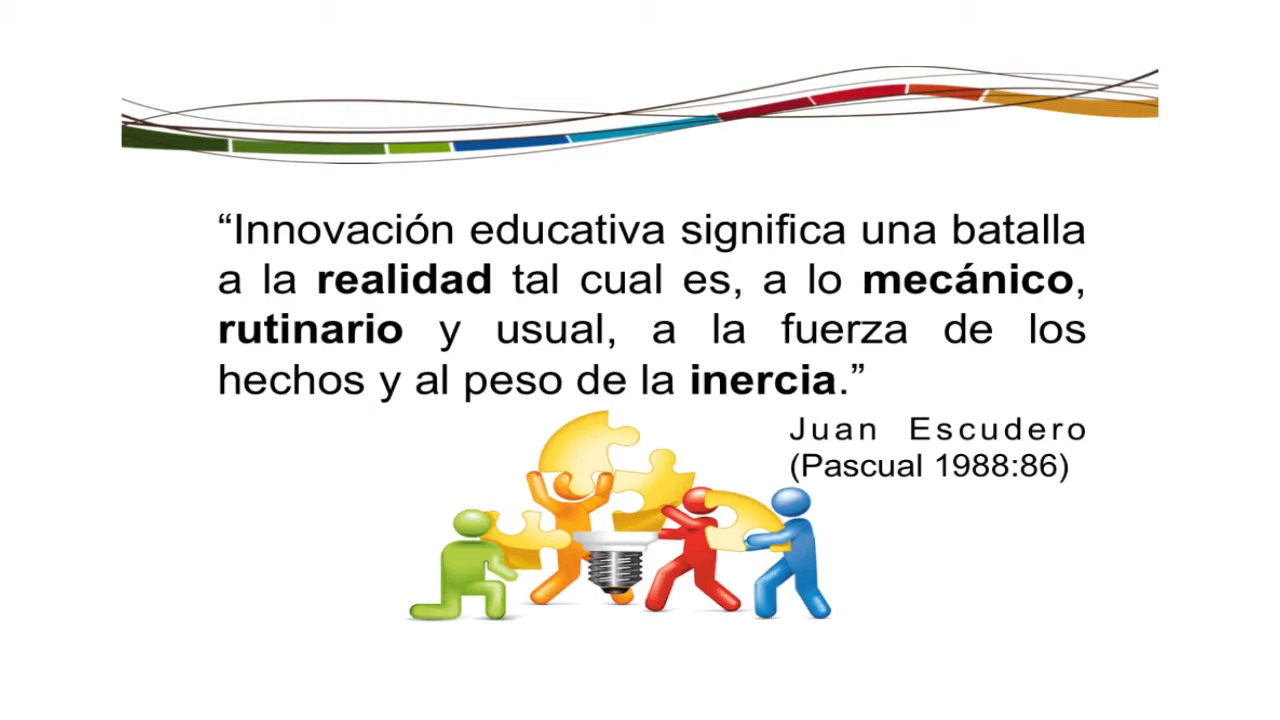 “Innovación educativa significa una batalla
a la realidad tal cual es, a lo mecánico,
rutinario y usual, a la fuerza de los
hechos y al peso de la inercia.”
Juan Escudero
(Pascual 1988:86)